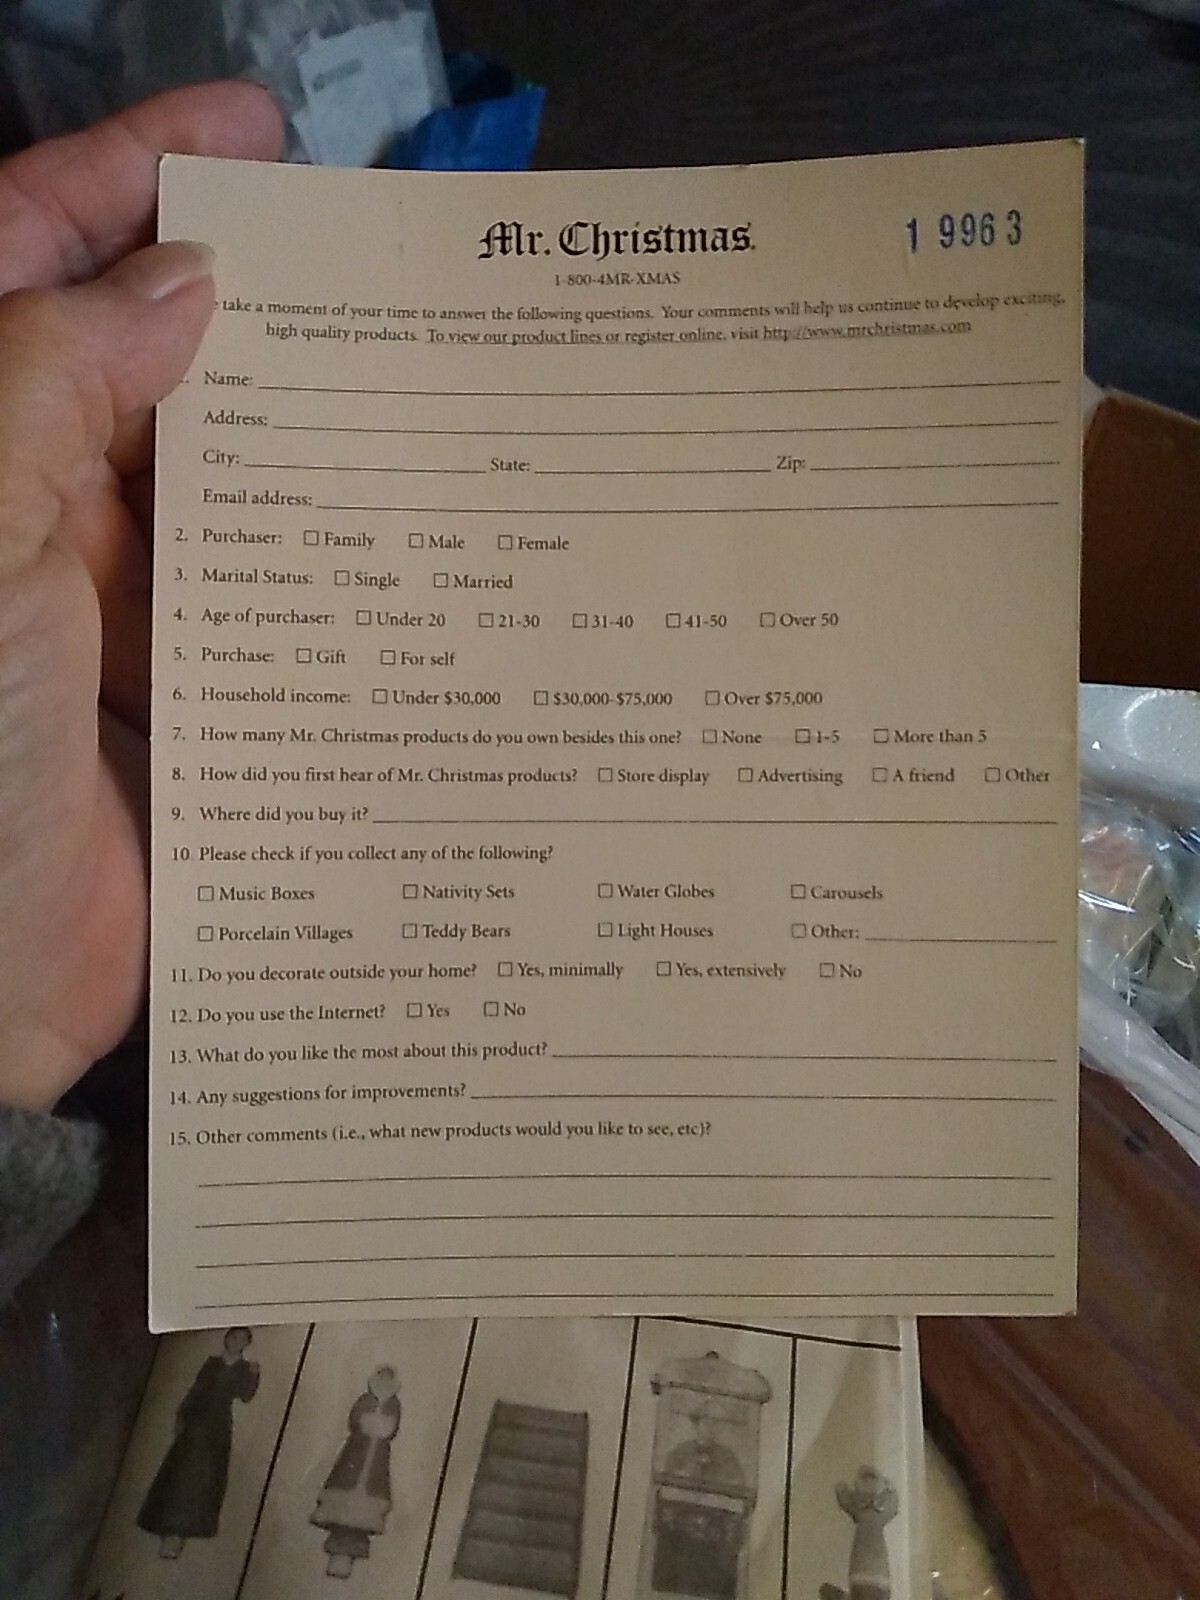 Mr. Christmas.
1 9963
1-800-4MR-XMAS
take a moment of your time to answer the following questions. Your comments will help us continue to develop exciting,
high quality products. To view our product lines or register online, visit http://www.mrchristmas.com
Name:
Address:
City: State: Zip:
Email address:
2. Purchaser: ☐ Family ☐ Male ☐ Female
3. Marital Status: ☐ Single ☐ Married
4. Age of purchaser: ☐ Under 20 ☐ 21-30 ☐ 31-40 ☐ 41-50 ☐ Over 50
5. Purchase: ☐ Gift ☐ For self
6. Household income: ☐ Under $30,000 ☐ $30,000-$75,000 ☐ Over $75,000
7. How many Mr. Christmas products do you own besides this one? ☐ None ☐ 1-5 ☐ More than 5
8. How did you first hear of Mr. Christmas products? ☐ Store display ☐ Advertising ☐ A friend ☐ Other
9. Where did you buy it?
10. Please check if you collect any of the following?
☐ Music Boxes ☐ Nativity Sets ☐ Water Globes ☐ Carousels
☐ Porcelain Villages ☐ Teddy Bears ☐ Light Houses ☐ Other:
11. Do you decorate outside your home? ☐ Yes, minimally ☐ Yes, extensively ☐ No
12. Do you use the Internet? ☐ Yes ☐ No
13. What do you like the most about this product?
14. Any suggestions for improvements?
15. Other comments (i.e., what new products would you like to see, etc)?